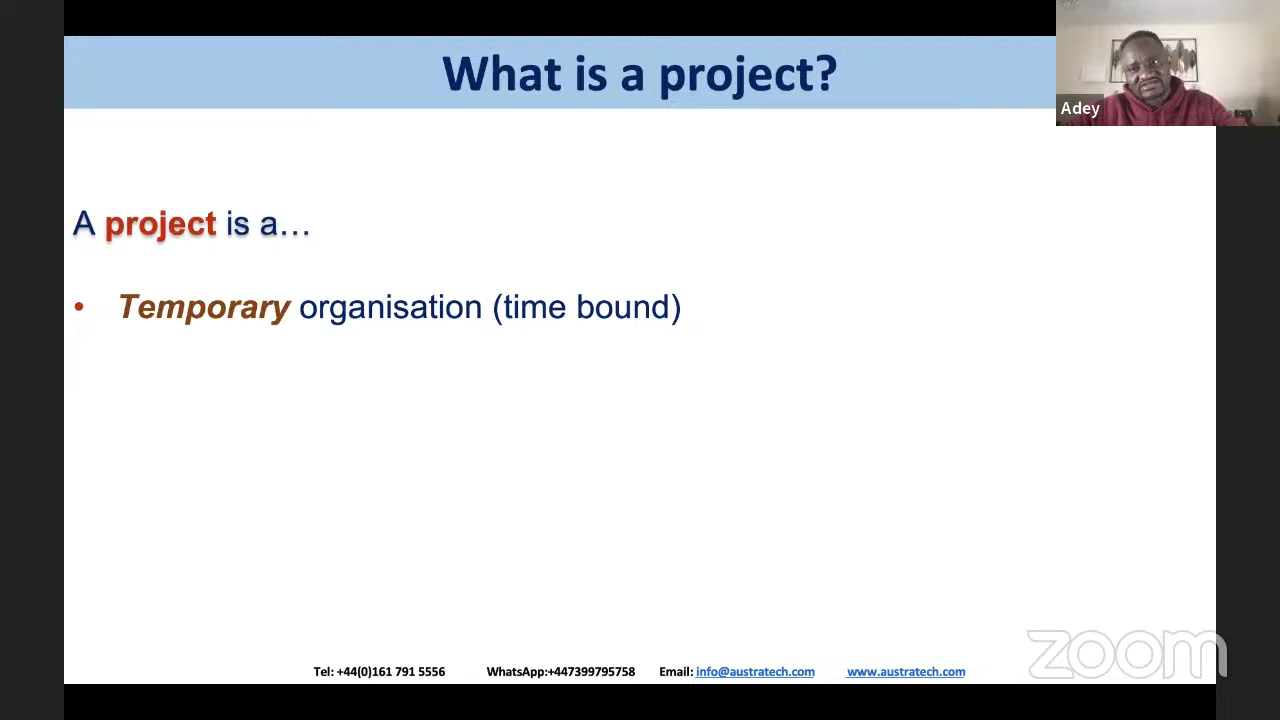 What is a project?
Adey
A project is a…
• Temporary organisation (time bound)
Tel: +44(0)161 791 5556 WhatsApp:+447399795758 Email: info@austratech.com www.austratech.com
zoom